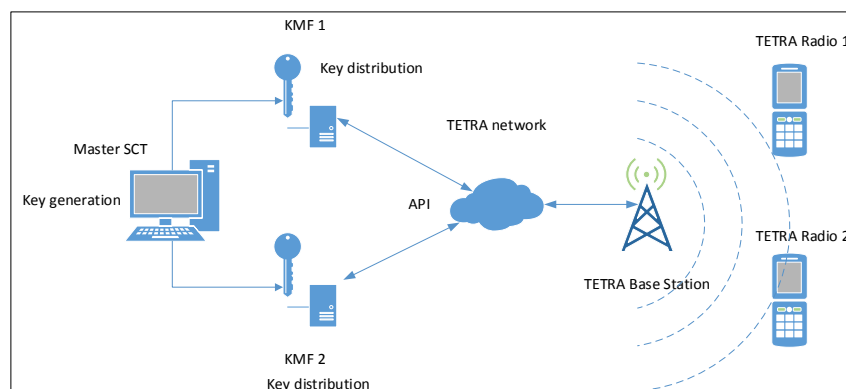 KMF 1
TETRA Radio 1
Key distribution
TETRA network
Master SCT
Key generation
API
TETRA Radio 2
TETRA Base Station
KMF 2
Key distribution